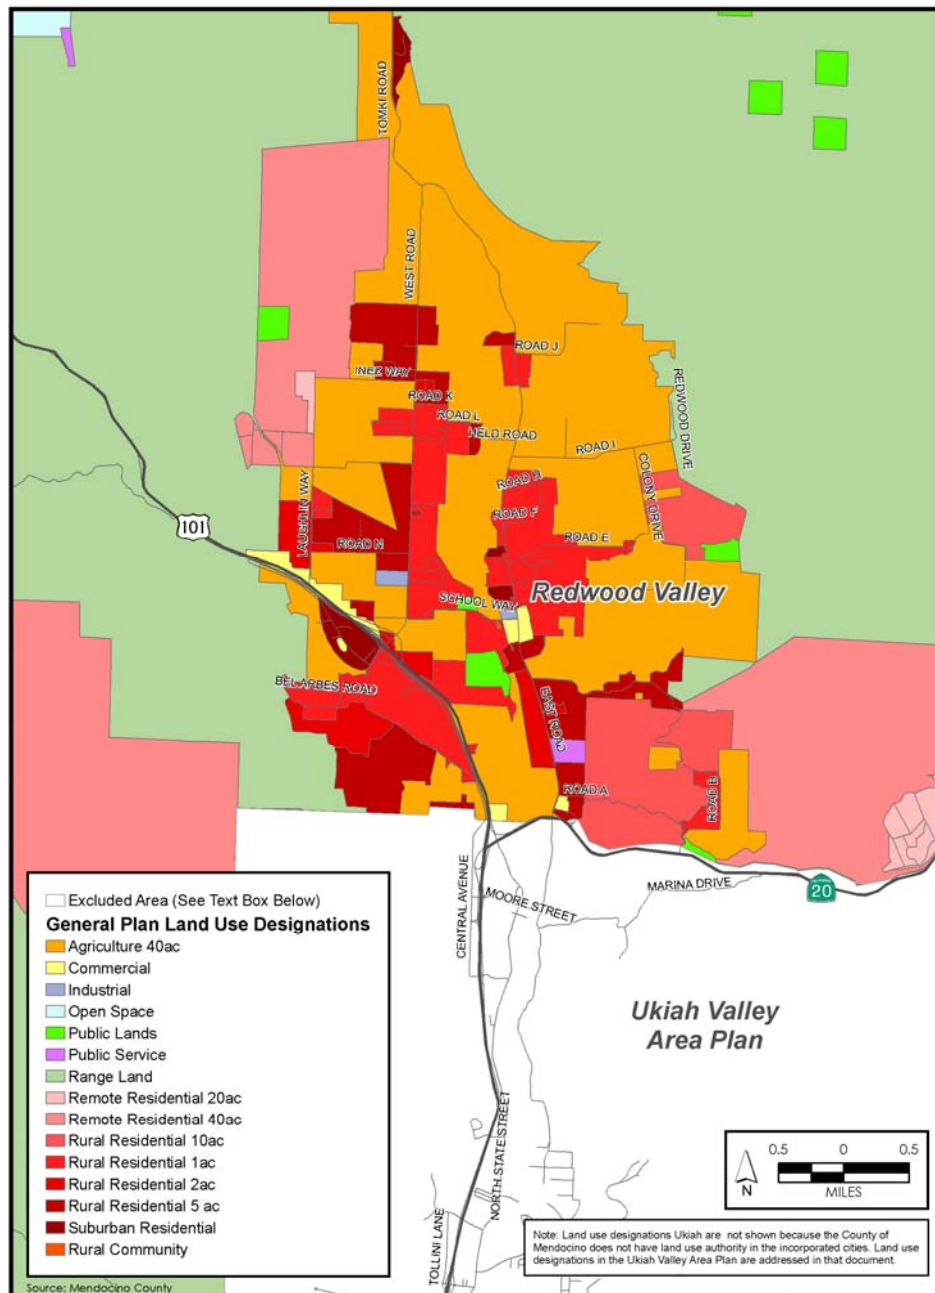 TOMKI ROAD
WEST ROAD
ROAD J
INEZ WAY
REDWOOD DRIVE
ROAD K
ROAD L
HELD ROAD
ROAD I
COLONY DRIVE
LAUGHLIN WAY
ROAD H
ROAD F
101
ROAD N
ROAD E
SCHOOL WAY
Redwood Valley
BEL ARBES ROAD
EAST ROAD
ROAD A
ROAD B
CENTRAL AVENUE
MOORE STREET
MARINA DRIVE
20
Excluded Area (See Text Box Below)
General Plan Land Use Designations
Agriculture 40ac
Commercial
Industrial
Open Space
Public Lands
Public Service
Range Land
Remote Residential 20ac
Remote Residential 40ac
Rural Residential 10ac
Rural Residential 1ac
Rural Residential 2ac
Rural Residential 5 ac
Suburban Residential
Rural Community
Ukiah Valley
Area Plan
NORTH STATE STREET
TOLLINI LANE
N
0.5 0 0.5
MILES
Note: Land use designations Ukiah are not shown because the County of
Mendocino does not have land use authority in the incorporated cities. Land use
designations in the Ukiah Valley Area Plan are addressed in that document.
Source: Mendocino County